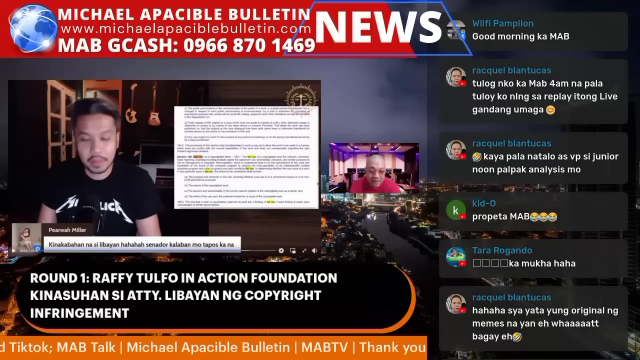 MICHAEL APACIBLE BULLETIN
www.michaelapaciblebulletin.com
MAB GCASH: 0966 870 1469
NEWS
Pearwah Miller
Kinakabahan na si libayan hahahah senador kalaban mo tapos ka na
ROUND 1: RAFFY TULFO IN ACTION FOUNDATION
KINASUHAN SI ATTY. LIBAYAN NG COPYRIGHT
INFRINGEMENT
d Tiktok; MAB Talk | Michael Apacible Bulletin | MABTV | Thank you
Wilfi Pamplion
Good morning ka MAB
racquel blantucas
tulog nko ka Mab 4am na pala
tuloy ko nlng sa replay itong Live
gandang umaga 😊
racquel blantucas
🤣kaya pala natalo as vp si junior
noon palpak analysis mo
kid-O
propeta MAB😂😂😂
Tara Rogando
□□□□ka mukha haha
racquel blantucas
hahaha sya yata yung original ng
memes na yan eh whaaaaatt
bagay eh🤣